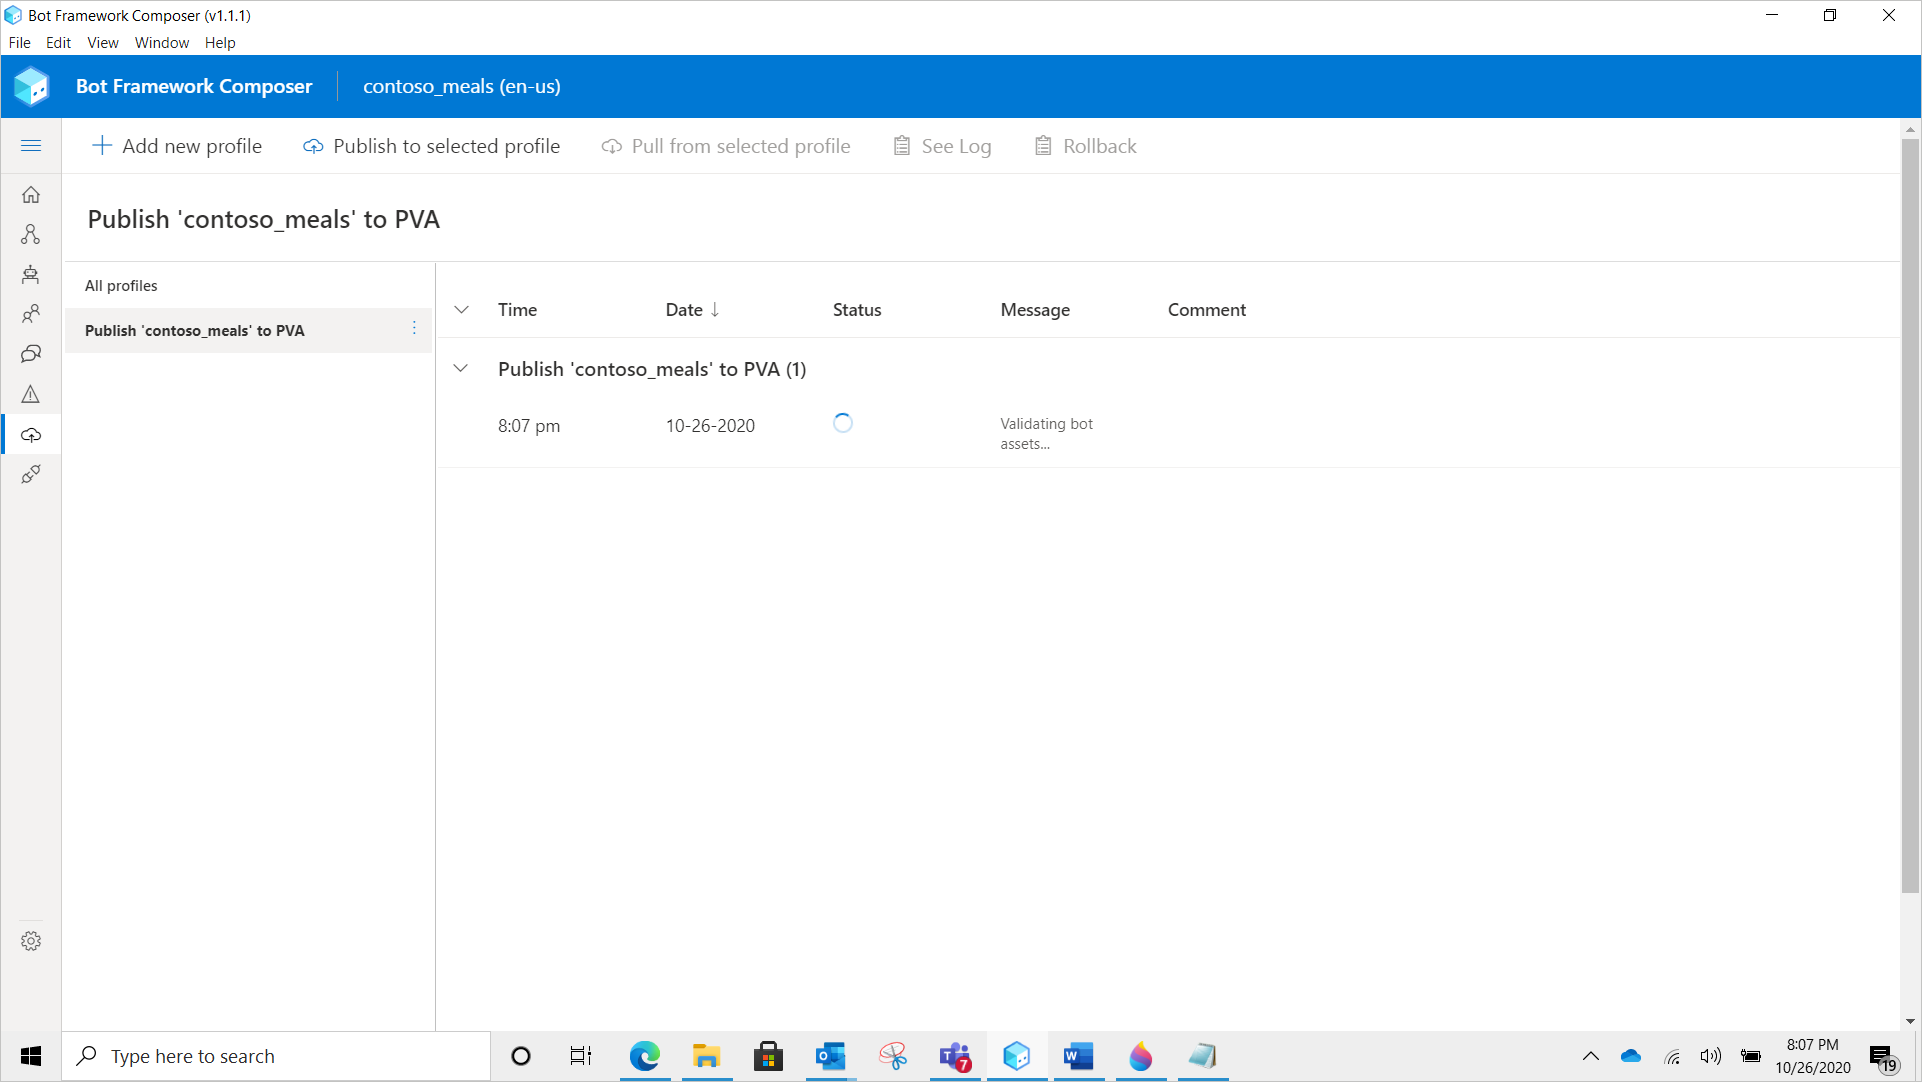 Bot Framework Composer (v1.1.1)
File Edit View Window Help
Bot Framework Composer contoso_meals (en-us)
Add new profile Publish to selected profile Pull from selected profile See Log Rollback
Publish 'contoso_meals' to PVA
All profiles
Publish 'contoso_meals' to PVA
Time Date ↓ Status Message Comment
Publish 'contoso_meals' to PVA (1)
8:07 pm 10-26-2020 Validating bot
assets...
Type here to search
7
8:07 PM
10/26/2020
19